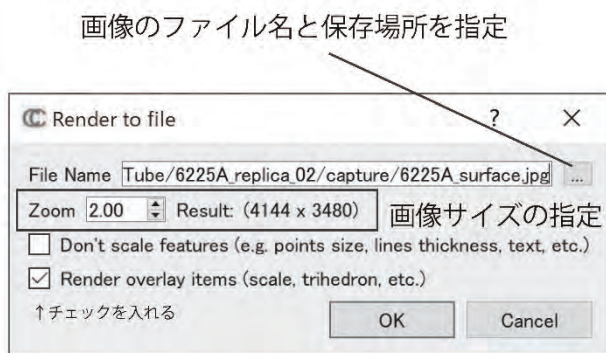 画像のファイル名と保存場所を指定
Render to file ? ×
File Name Tube/6225A_replica_02/capture/6225A_surface.jpg ...
Zoom 2.00 Result: (4144 x 3480) 画像サイズの指定
Don't scale features (e.g. points size, lines thickness, text, etc.)
Render overlay items (scale, trihedron, etc.)
↑チェックを入れる
OK Cancel